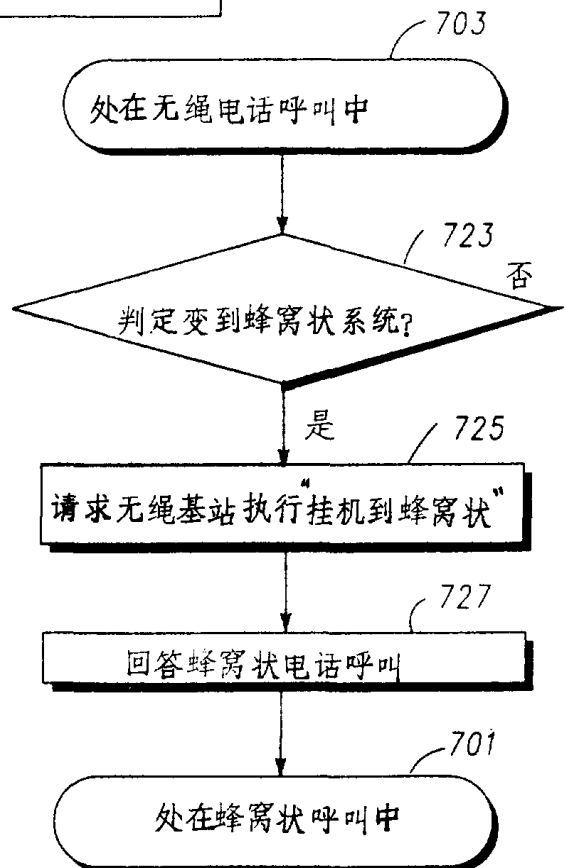 703
处在无绳电话呼叫中
723
否
判定变到蜂窝状系统?
是
725
请求无绳基站执行"挂机到蜂窝状"
727
回答蜂窝状电话呼叫
701
处在蜂窝状呼叫中